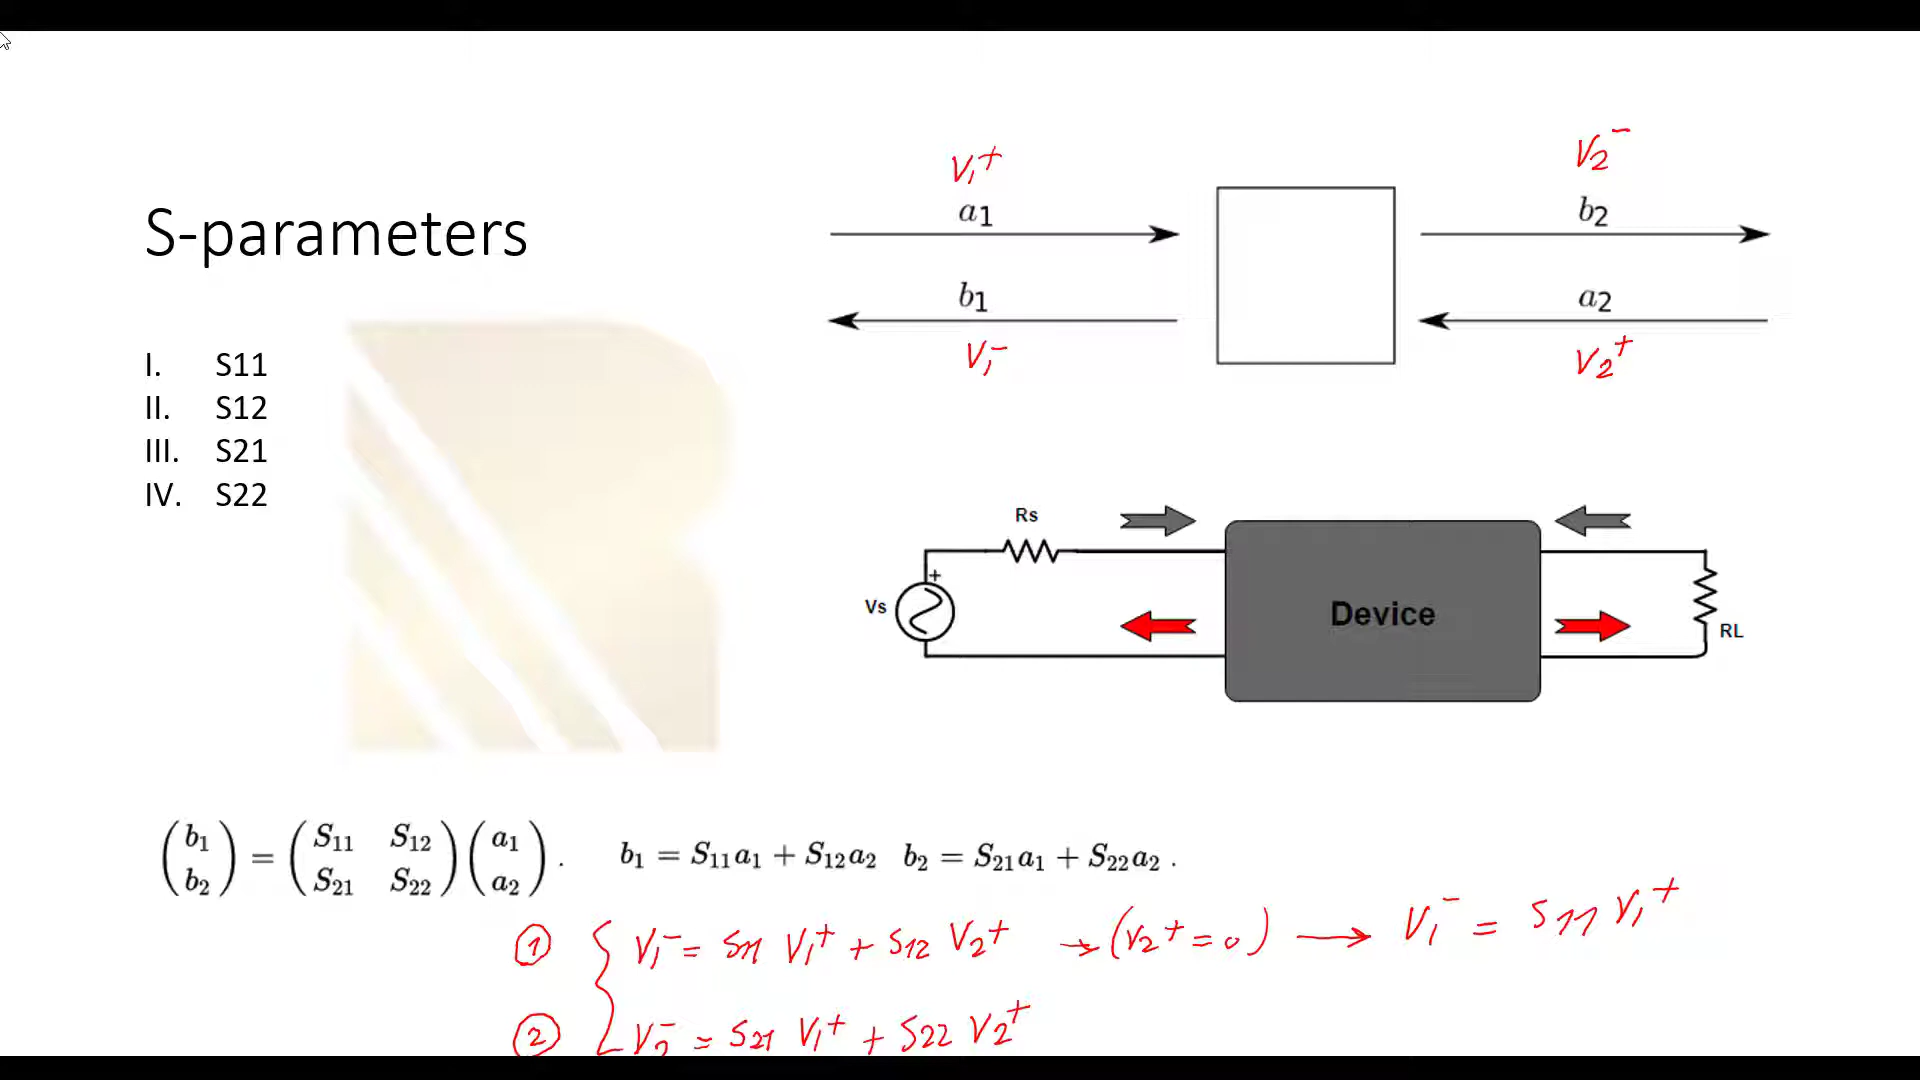 S-parameters
I. S11
II. S12
III. S21
IV. S22
V₁⁺
a1
b1
V₁⁻
V₂⁻
b2
a2
V₂⁺
Rs
+
Vs
Device
RL
(b1 b2) = (S11 S12 S21 S22)(a1 a2) . b1 = S11a1 + S12a2 b2 = S21a1 + S22a2 .
① { V₁⁻ = S11 V₁⁺ + S12 V₂⁺ → (V₂⁺ = 0) → V₁⁻ = S11 V₁⁺
② V₂⁻ = S21 V₁⁺ + S22 V₂⁺